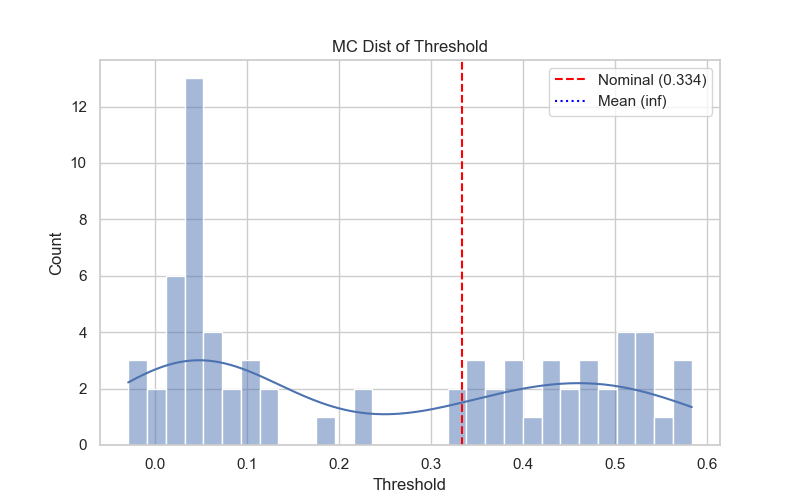 MC Dist of Threshold
Nominal (0.334)
Mean (inf)
Count
12
10
8
6
4
2
0
0.0 0.1 0.2 0.3 0.4 0.5 0.6
Threshold